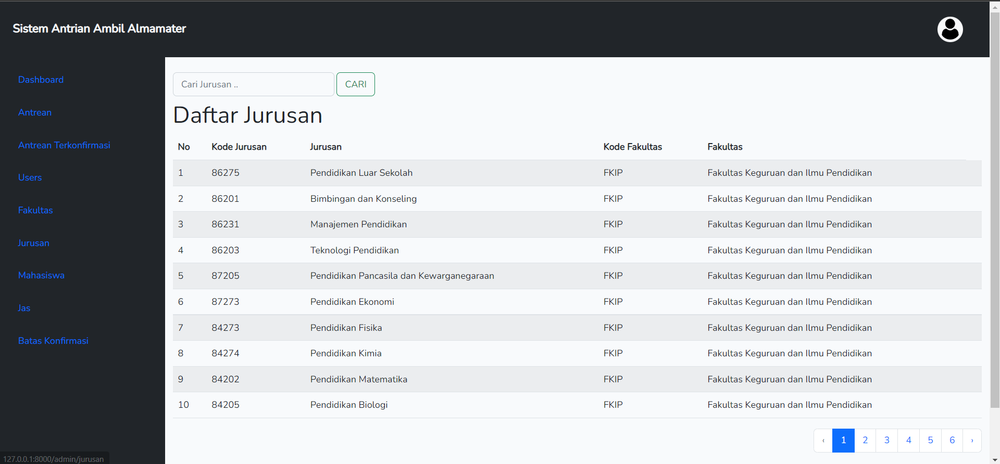 Sistem Antrian Ambil Almamater
Dashboard
Antrean
Antrean Terkonfirmasi
Users
Fakultas
Jurusan
Mahasiswa
Jas
Batas Konfirmasi
Cari Jurusan .. CARI
Daftar Jurusan
No Kode Jurusan Jurusan Kode Fakultas Fakultas
1 86275 Pendidikan Luar Sekolah FKIP Fakultas Keguruan dan Ilmu Pendidikan
2 86201 Bimbingan dan Konseling FKIP Fakultas Keguruan dan Ilmu Pendidikan
3 86231 Manajemen Pendidikan FKIP Fakultas Keguruan dan Ilmu Pendidikan
4 86203 Teknologi Pendidikan FKIP Fakultas Keguruan dan Ilmu Pendidikan
5 87205 Pendidikan Pancasila dan Kewarganegaraan FKIP Fakultas Keguruan dan Ilmu Pendidikan
6 87273 Pendidikan Ekonomi FKIP Fakultas Keguruan dan Ilmu Pendidikan
7 84273 Pendidikan Fisika FKIP Fakultas Keguruan dan Ilmu Pendidikan
8 84274 Pendidikan Kimia FKIP Fakultas Keguruan dan Ilmu Pendidikan
9 84202 Pendidikan Matematika FKIP Fakultas Keguruan dan Ilmu Pendidikan
10 84205 Pendidikan Biologi FKIP Fakultas Keguruan dan Ilmu Pendidikan
‹ 1 2 3 4 5 6 ›
127.0.0.1:8000/admin/jurusan